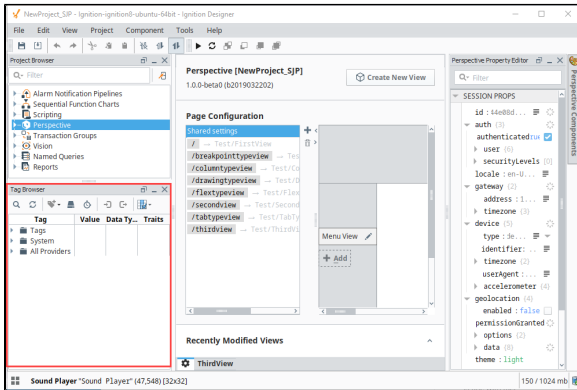 NewProject_SJP - Ignition-ignition8-ubuntu-64bit - Ignition Designer
File Edit View Project Component Tools Help
Project Browser
Filter
Alarm Notification Pipelines
Sequential Function Charts
Scripting
Perspective
Transaction Groups
Vision
Named Queries
Reports
Tag Browser
Tag Value Data Ty... Traits
Tags
System
All Providers
Perspective [NewProject_SJP]
1.0.0-beta0 (b2019032202)
Create New View
Page Configuration
Shared settings
/ → Test/FirstView
/breakpointtypeview → Tes
/columntypeview → Test/Co
/drawingtypeview → Test/D
/flextypeview → Test/Flex
/secondview → Test/Second
/tabtypeview → Test/TabTy
/thirdview → Test/ThirdVi
Menu View
+ Add
Recently Modified Views
ThirdView
Perspective Property Editor
Filter
SESSION PROPS
auth (3)
user (6)
securityLevels [0]
locale : en-U...
gateway (2)
address : 1...
timezone (3)
device (5)
type : de...
identifier:
timezone (2)
userAgent :...
accelerometer (4)
geolocation (4)
enabled : false
permissionGranted
options (2)
data (8)
theme : light
Perspective Components
Sound Player "Sound Player" (47,548) [32x32]
150 / 1024 mb